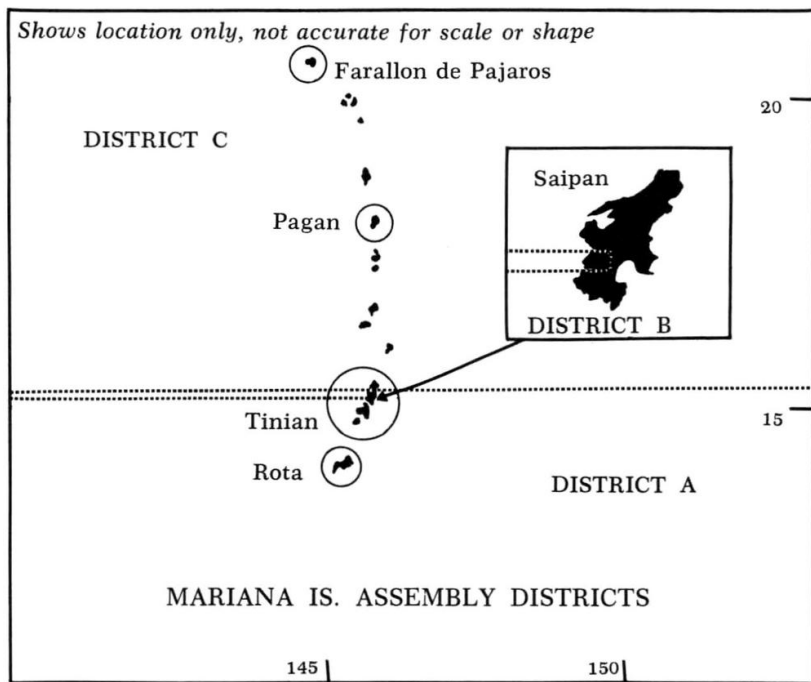 Shows location only, not accurate for scale or shape
Farallon de Pajaros
20
DISTRICT C
Saipan
Pagan
DISTRICT B
Tinian
15
Rota
DISTRICT A
MARIANA IS. ASSEMBLY DISTRICTS
145
150